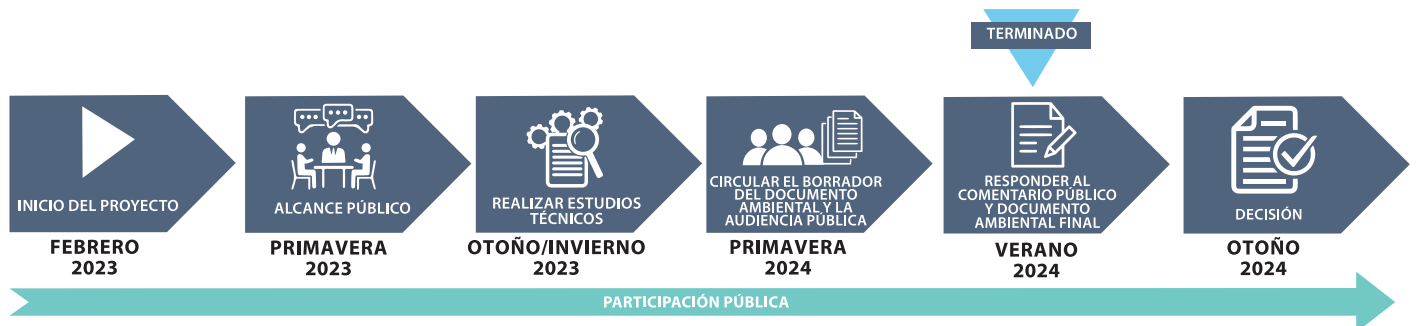 TERMINADO
INICIO DEL PROYECTO
FEBRERO
2023
ALCANCE PÚBLICO
PRIMAVERA
2023
REALIZAR ESTUDIOS
TÉCNICOS
OTOÑO/INVIERNO
2023
CIRCULAR EL BORRADOR
DEL DOCUMENTO
AMBIENTAL Y LA
AUDIENCIA PÚBLICA
PRIMAVERA
2024
RESPONDER AL
COMENTARIO PÚBLICO
Y DOCUMENTO
AMBIENTAL FINAL
VERANO
2024
DECISIÓN
OTOÑO
2024
PARTICIPACIÓN PÚBLICA